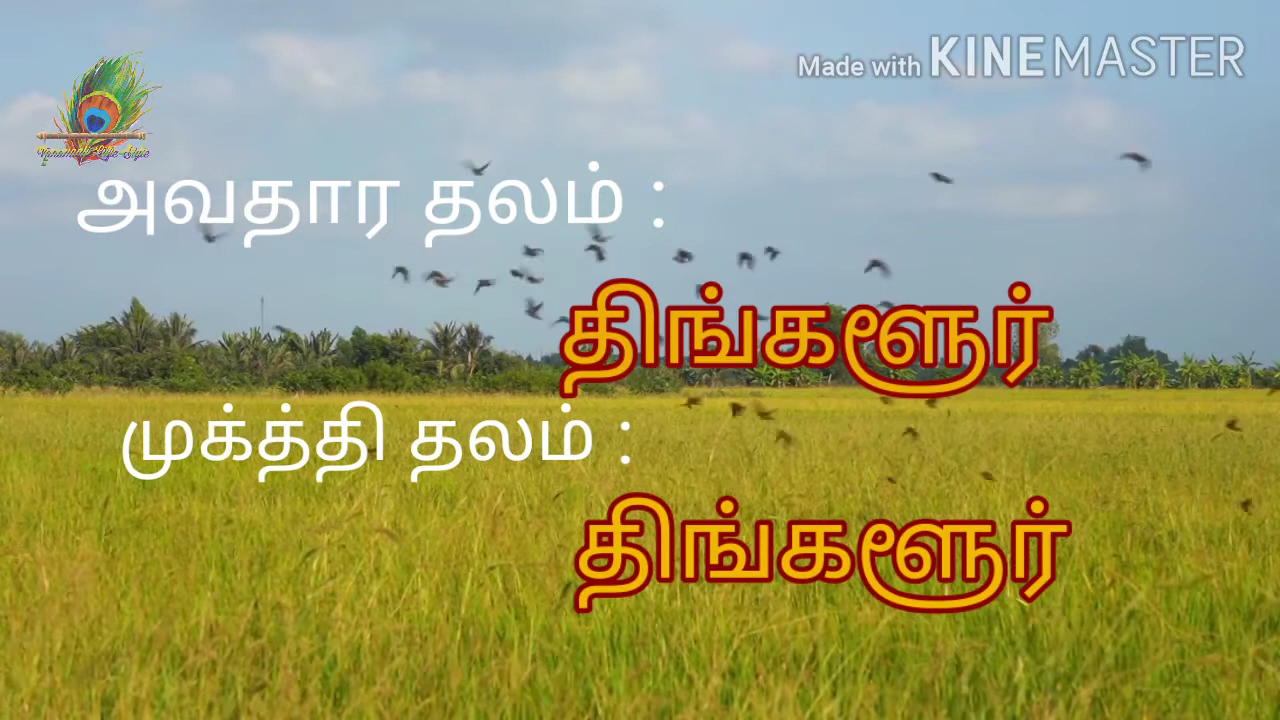 Made with KINEMASTER
அவதார தலம் :
திங்களூர்
முக்த்தி தலம் :
திங்களூர்